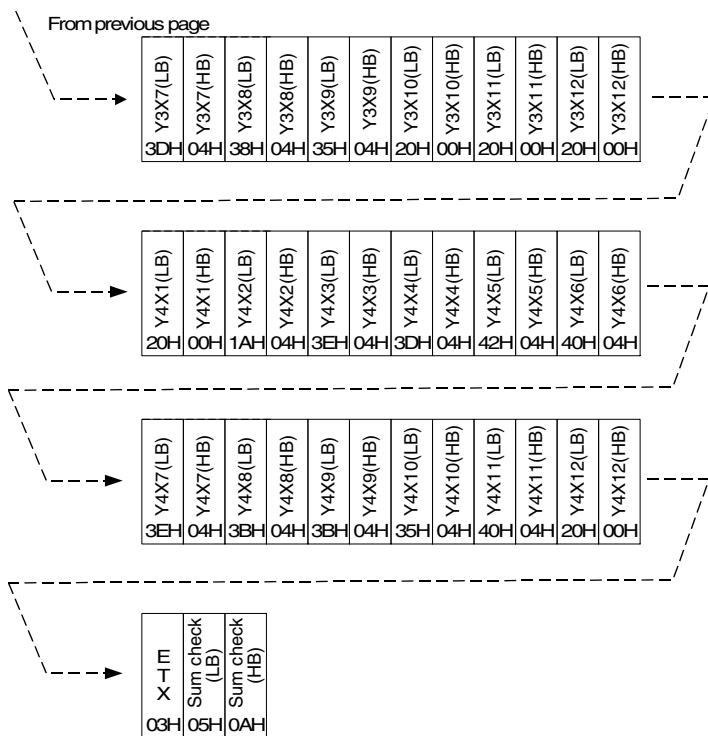 From previous page
Y3X7(LB) Y3X7(HB) Y3X8(LB) Y3X8(HB) Y3X9(LB) Y3X9(HB) Y3X10(LB) Y3X10(HB) Y3X11(LB) Y3X11(HB) Y3X12(LB) Y3X12(HB)
3DH 04H 38H 04H 35H 04H 20H 00H 20H 00H 20H 00H
Y4X1(LB) Y4X1(HB) Y4X2(LB) Y4X2(HB) Y4X3(LB) Y4X3(HB) Y4X4(LB) Y4X4(HB) Y4X5(LB) Y4X5(HB) Y4X6(LB) Y4X6(HB)
20H 00H 1AH 04H 3EH 04H 3DH 04H 42H 04H 40H 04H
Y4X7(LB) Y4X7(HB) Y4X8(LB) Y4X8(HB) Y4X9(LB) Y4X9(HB) Y4X10(LB) Y4X10(HB) Y4X11(LB) Y4X11(HB) Y4X12(LB) Y4X12(HB)
3EH 04H 3BH 04H 3BH 04H 35H 04H 40H 04H 20H 00H
ETX Sum check (LB) Sum check (HB)
03H 05H 0AH